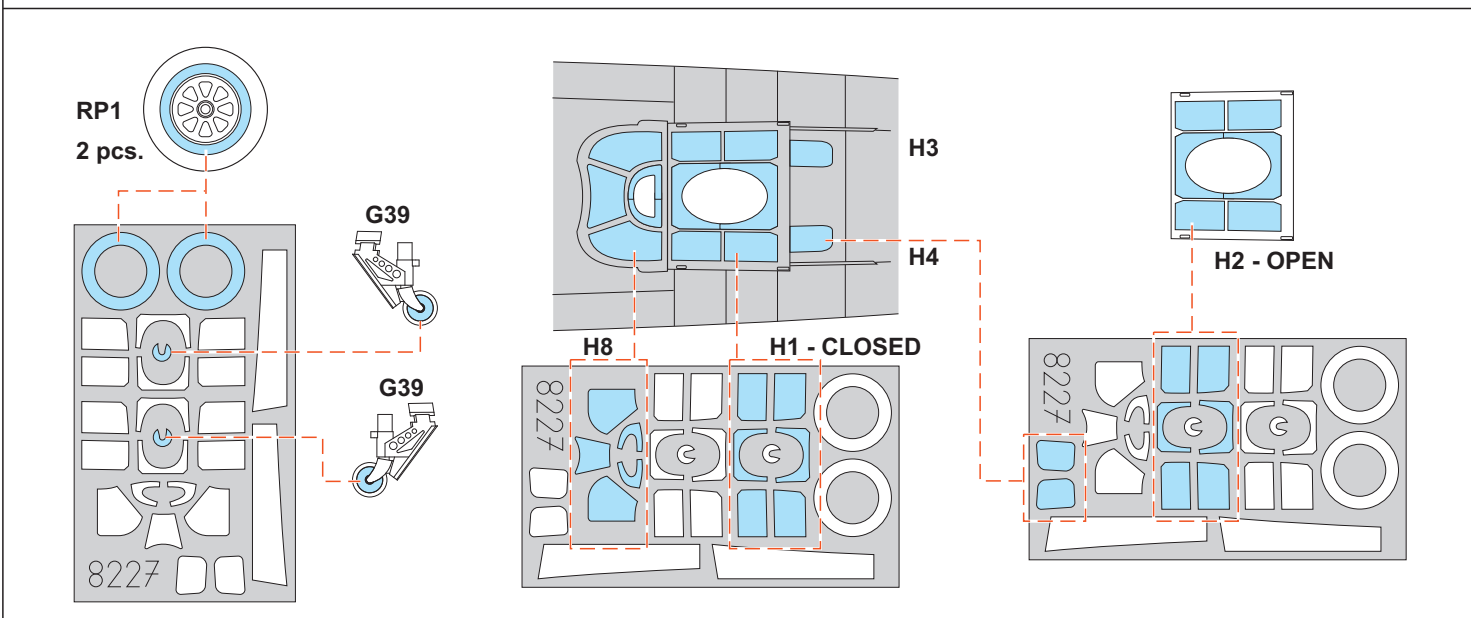 RP1
2 pcs.
G39
G39
8227
H3
H4
H8
H1 - CLOSED
8227
H2 - OPEN
8227